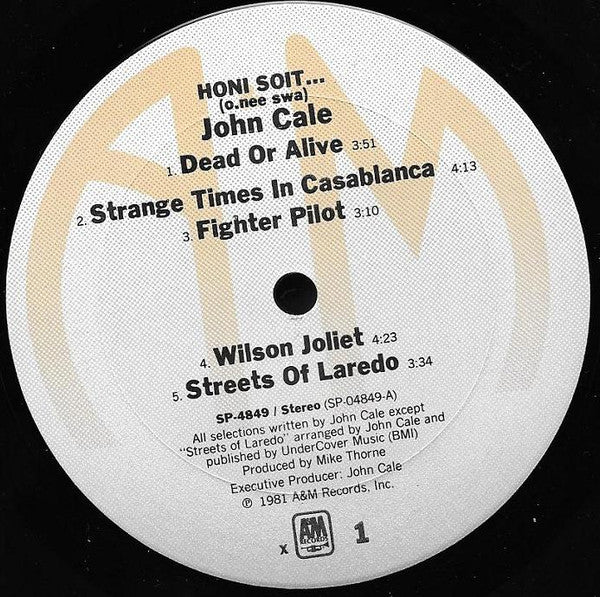 HONI SOIT...
(o.nee swa)
John Cale
1. Dead Or Alive 3:51
2. Strange Times In Casablanca 4:13
3. Fighter Pilot 3:10
4. Wilson Joliet 4:23
5. Streets Of Laredo 3:34
SP-4849 / Stereo (SP-04849-A)
All selections written by John Cale except
"Streets of Laredo" arranged by John Cale and
published by UnderCover Music (BMI)
Produced by Mike Thorne
Executive Producer: John Cale
℗ 1981 A&M Records, Inc.
x A&M RECORDS 1